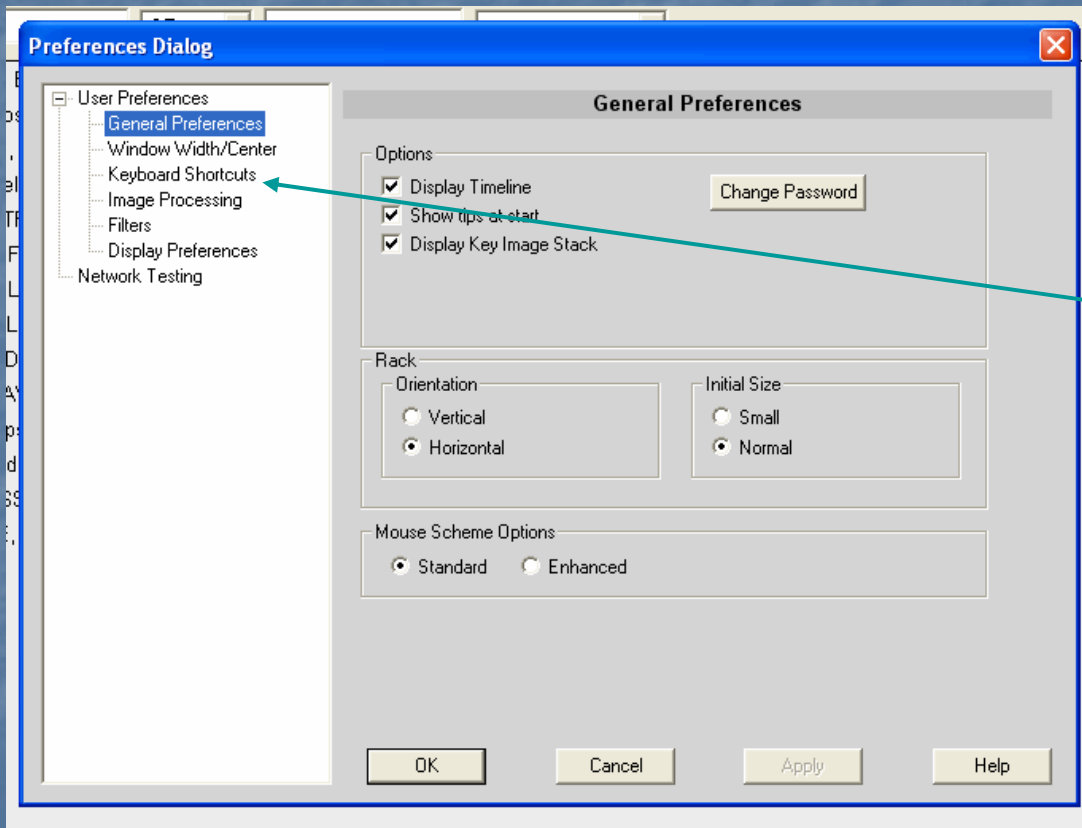 Preferences Dialog
User Preferences
General Preferences
Window Width/Center
Keyboard Shortcuts
Image Processing
Filters
Display Preferences
Network Testing
General Preferences
Options
Display Timeline
Show tips at start
Display Key Image Stack
Change Password
Rack
Orientation
Vertical
Horizontal
Initial Size
Small
Normal
Mouse Scheme Options
Standard
Enhanced
OK
Cancel
Apply
Help